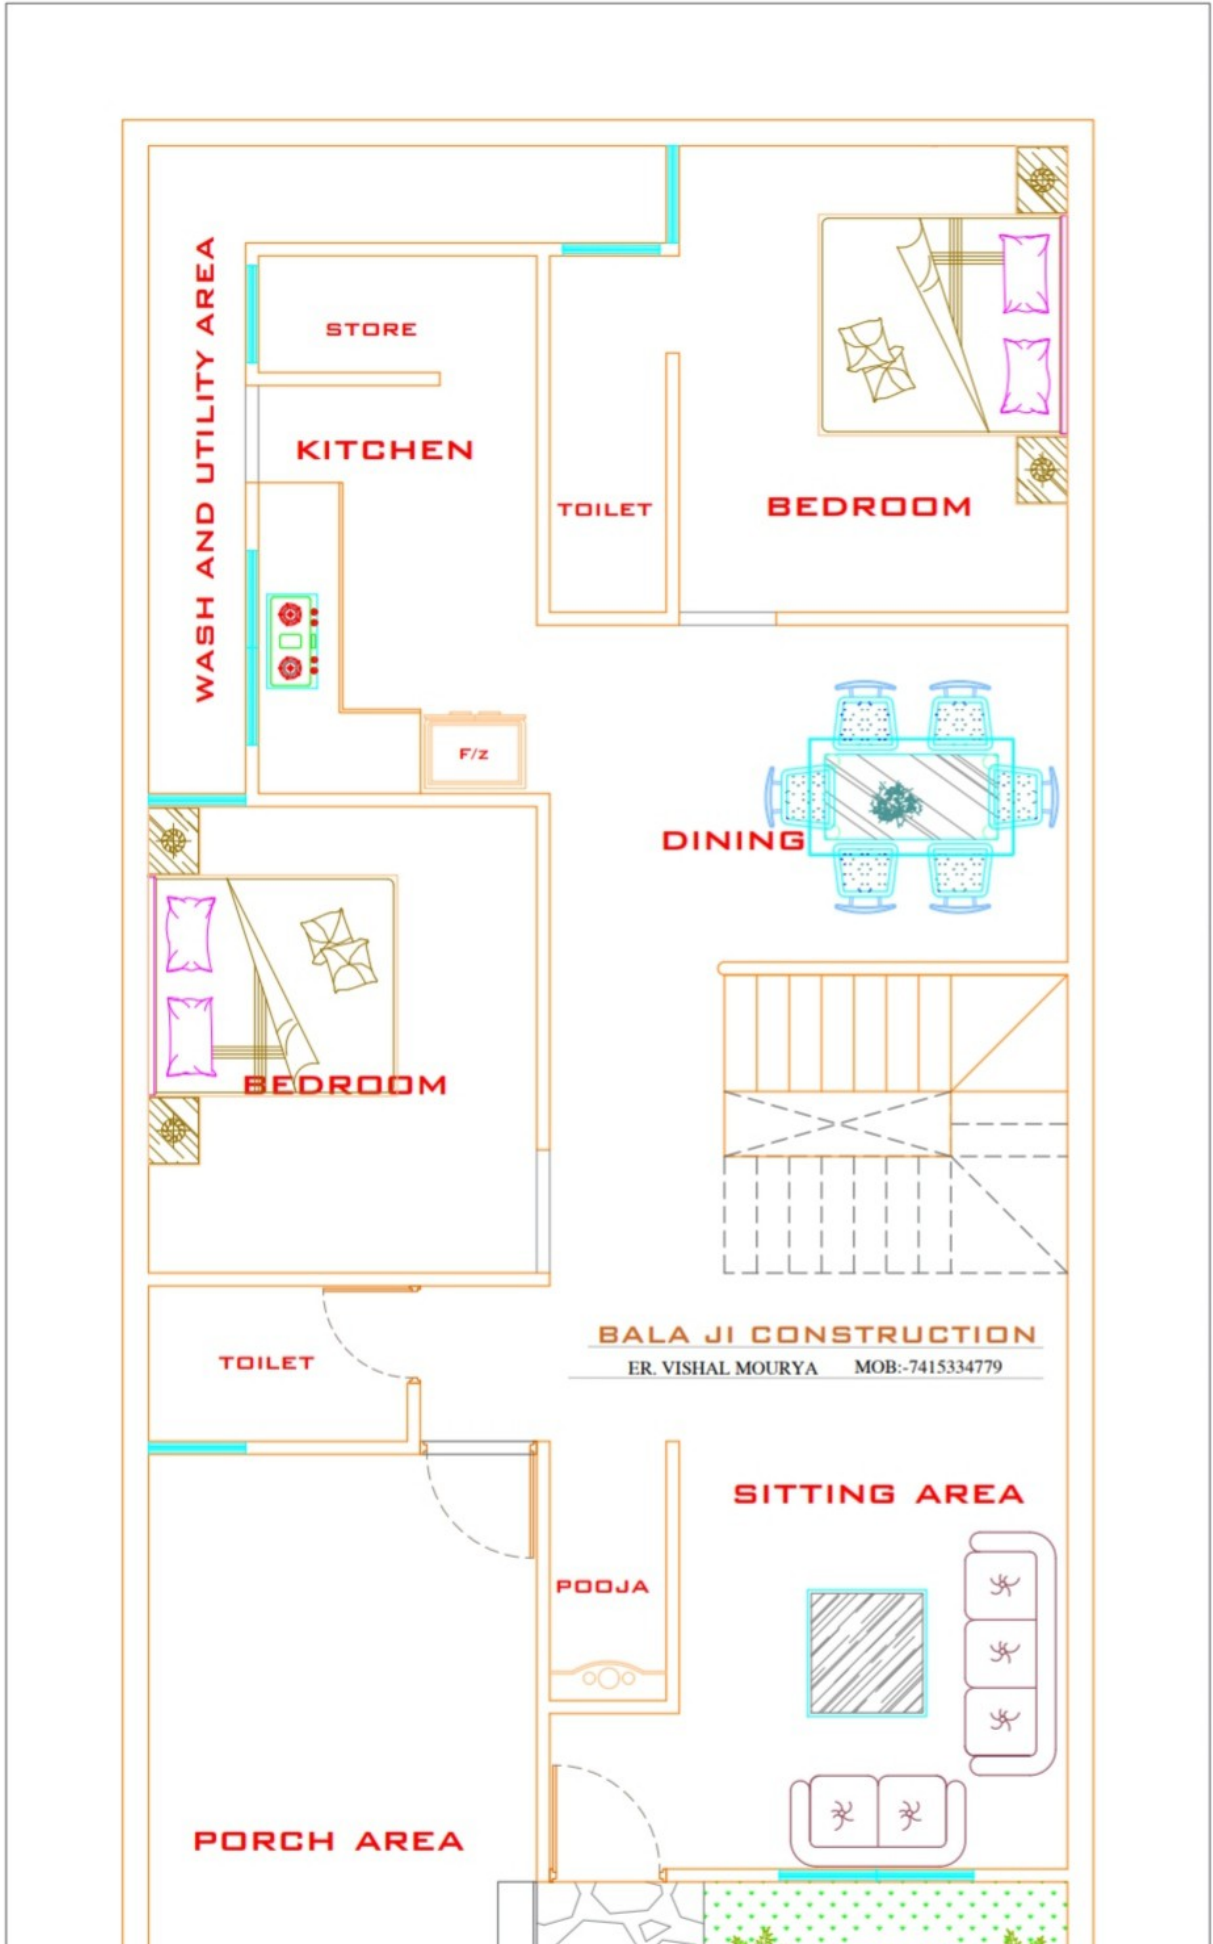 WASH AND UTILITY AREA
STORE
KITCHEN
TOILET
BEDROOM
F/z
DINING
BEDROOM
BALA JI CONSTRUCTION
ER. VISHAL MOURYA MOB:-7415334779
TOILET
SITTING AREA
POOJA
PORCH AREA